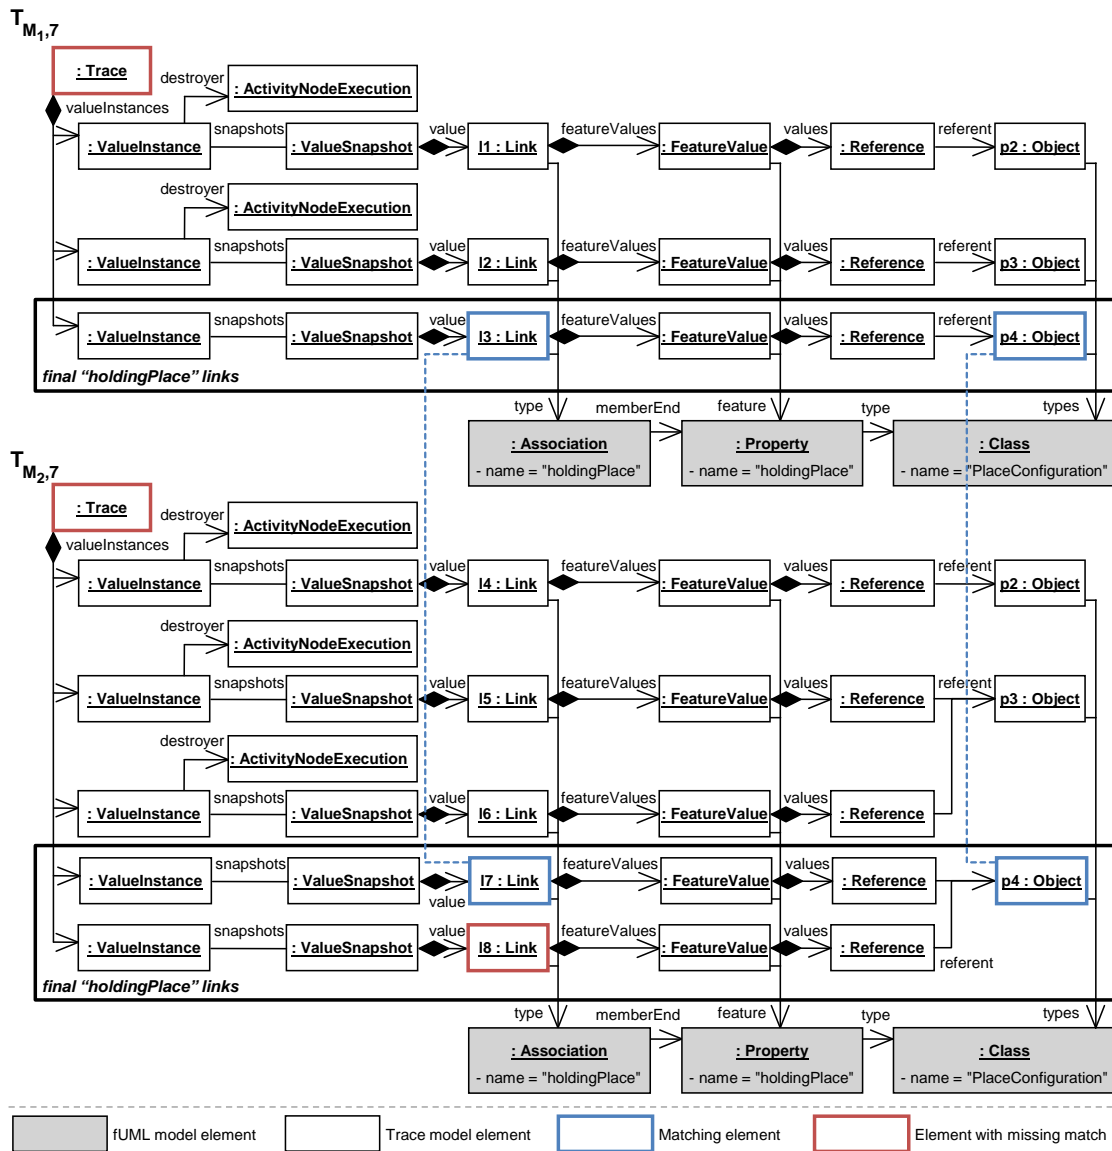 T M1,7
: Trace
destroyer
: ActivityNodeExecution
valueInstances
snapshots
value
featureValues
values
referent
: ValueInstance
: ValueSnapshot
l1 : Link
: FeatureValue
: Reference
p2 : Object
destroyer
: ActivityNodeExecution
snapshots
value
featureValues
values
referent
: ValueInstance
: ValueSnapshot
l2 : Link
: FeatureValue
: Reference
p3 : Object
snapshots
value
featureValues
values
referent
: ValueInstance
: ValueSnapshot
l3 : Link
: FeatureValue
: Reference
p4 : Object
final “holdingPlace” links
type
memberEnd
feature
type
types
: Association
- name = "holdingPlace"
: Property
- name = "holdingPlace"
: Class
- name = "PlaceConfiguration"
T M2,7
: Trace
destroyer
: ActivityNodeExecution
valueInstances
snapshots
value
featureValues
values
referent
: ValueInstance
: ValueSnapshot
l4 : Link
: FeatureValue
: Reference
p2 : Object
destroyer
: ActivityNodeExecution
snapshots
value
featureValues
values
referent
: ValueInstance
: ValueSnapshot
l5 : Link
: FeatureValue
: Reference
p3 : Object
destroyer
: ActivityNodeExecution
snapshots
value
featureValues
values
: ValueInstance
: ValueSnapshot
l6 : Link
: FeatureValue
: Reference
snapshots
featureValues
values
: ValueInstance
: ValueSnapshot
l7 : Link
: FeatureValue
: Reference
p4 : Object
value
snapshots
value
featureValues
values
: ValueInstance
: ValueSnapshot
l8 : Link
: FeatureValue
: Reference
referent
final “holdingPlace” links
type
memberEnd
feature
type
types
: Association
- name = "holdingPlace"
: Property
- name = "holdingPlace"
: Class
- name = "PlaceConfiguration"
fUML model element
Trace model element
Matching element
Element with missing match